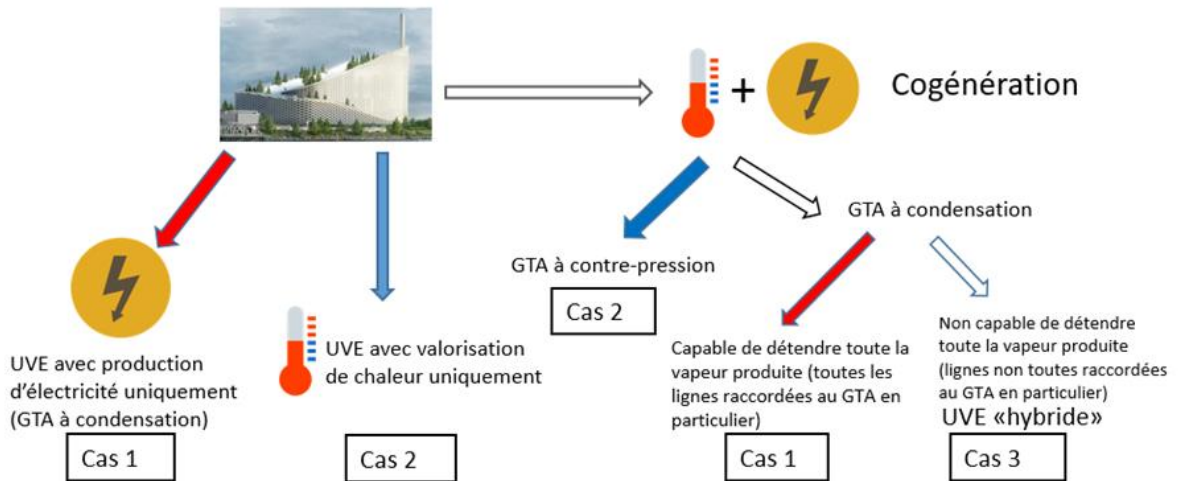 +
Cogénération
GTA à condensation
GTA à contre-pression
Cas 2
UVE avec production
d’électricité uniquement
(GTA à condensation)
Cas 1
UVE avec valorisation
de chaleur uniquement
Cas 2
Capable de détendre toute la
vapeur produite (toutes les
lignes raccordées au GTA en
particulier)
Cas 1
Non capable de détendre
toute la vapeur produite
(lignes non toutes raccordées
au GTA en particulier)
UVE «hybride»
Cas 3